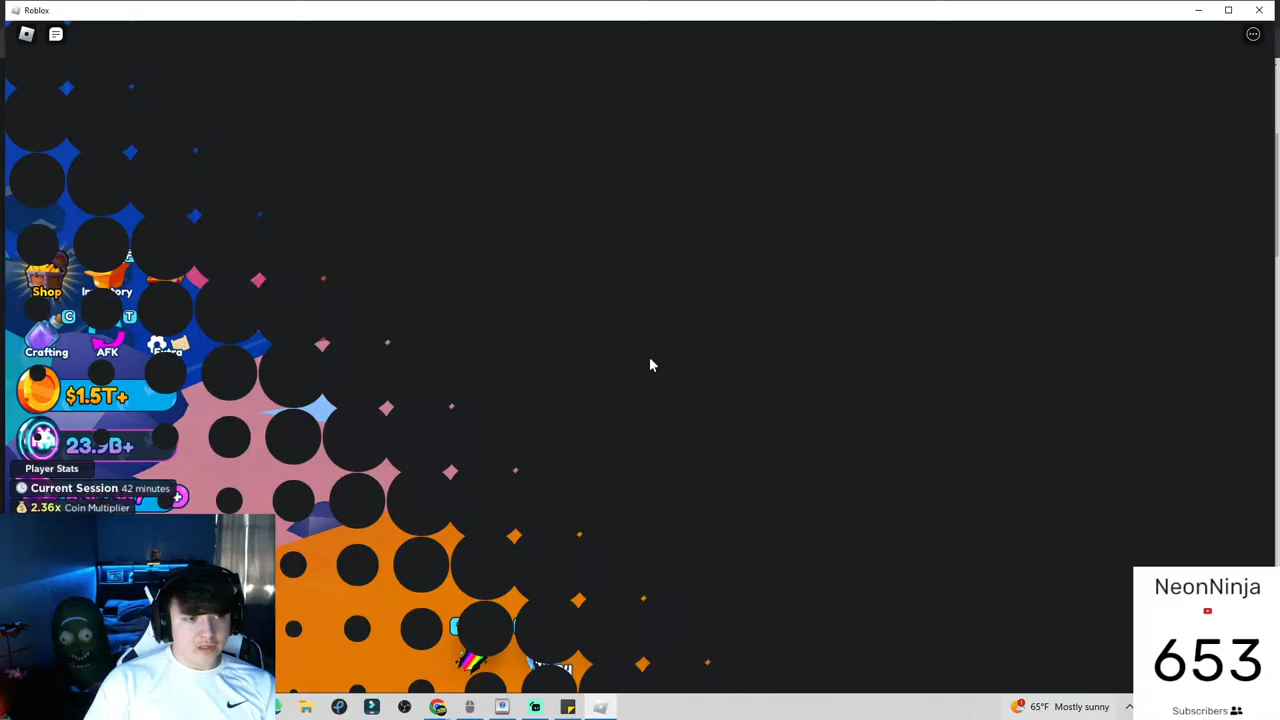 Roblox
Shop
C
T
Crafting
AFK
Extra
$1.5T+
23.9B+
Player Stats
Current Session 42 minutes
2.36x Coin Multiplier
NeonNinja
653
Subscribers
65°F Mostly sunny